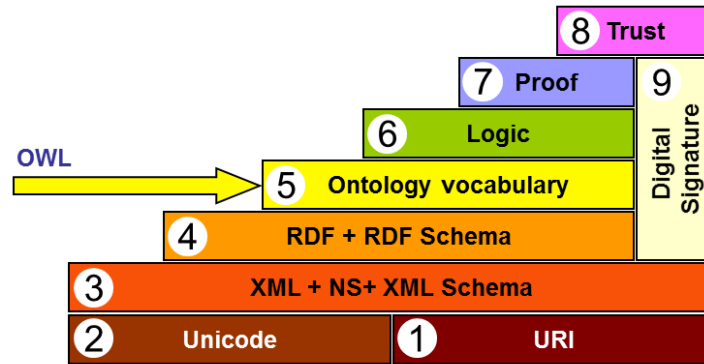 8 Trust
7 Proof
9 Digital
Signature
6 Logic
OWL
5 Ontology vocabulary
4 RDF + RDF Schema
3 XML + NS+ XML Schema
2 Unicode
1 URI